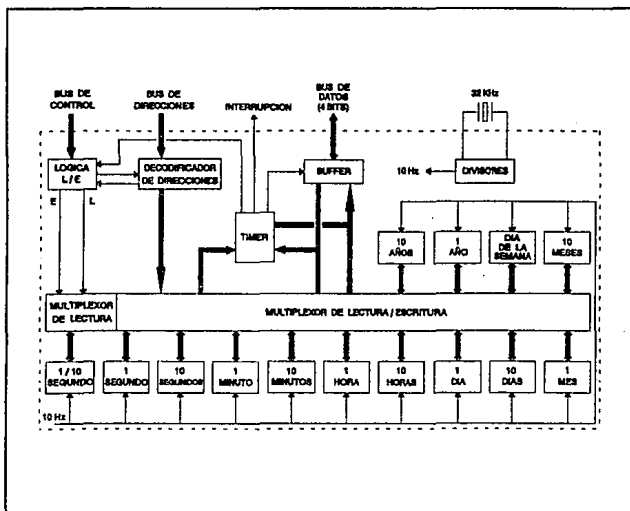 BUS DE
CONTROL
BUS DE
DIRECCIONES
INTERRUPCION
BUS DE
DATOS
(4 BITS)
32 KHz
LOGICA
L / E
DECODIFICADOR
DE DIRECCIONES
BUFFER
10 Hz
DIVISORES
E
L
TIMER
10
AÑOS
1
AÑO
DIA
DE LA
SEMANA
10
MESES
MULTIPLEXOR
DE LECTURA
MULTIPLEXOR DE LECTURA / ESCRITURA
1 / 10
SEGUNDO
1
SEGUNDO
10
SEGUNDOS
1
MINUTO
10
MINUTOS
1
HORA
10
HORAS
1
DIA
10
DIAS
1
MES
10 Hz